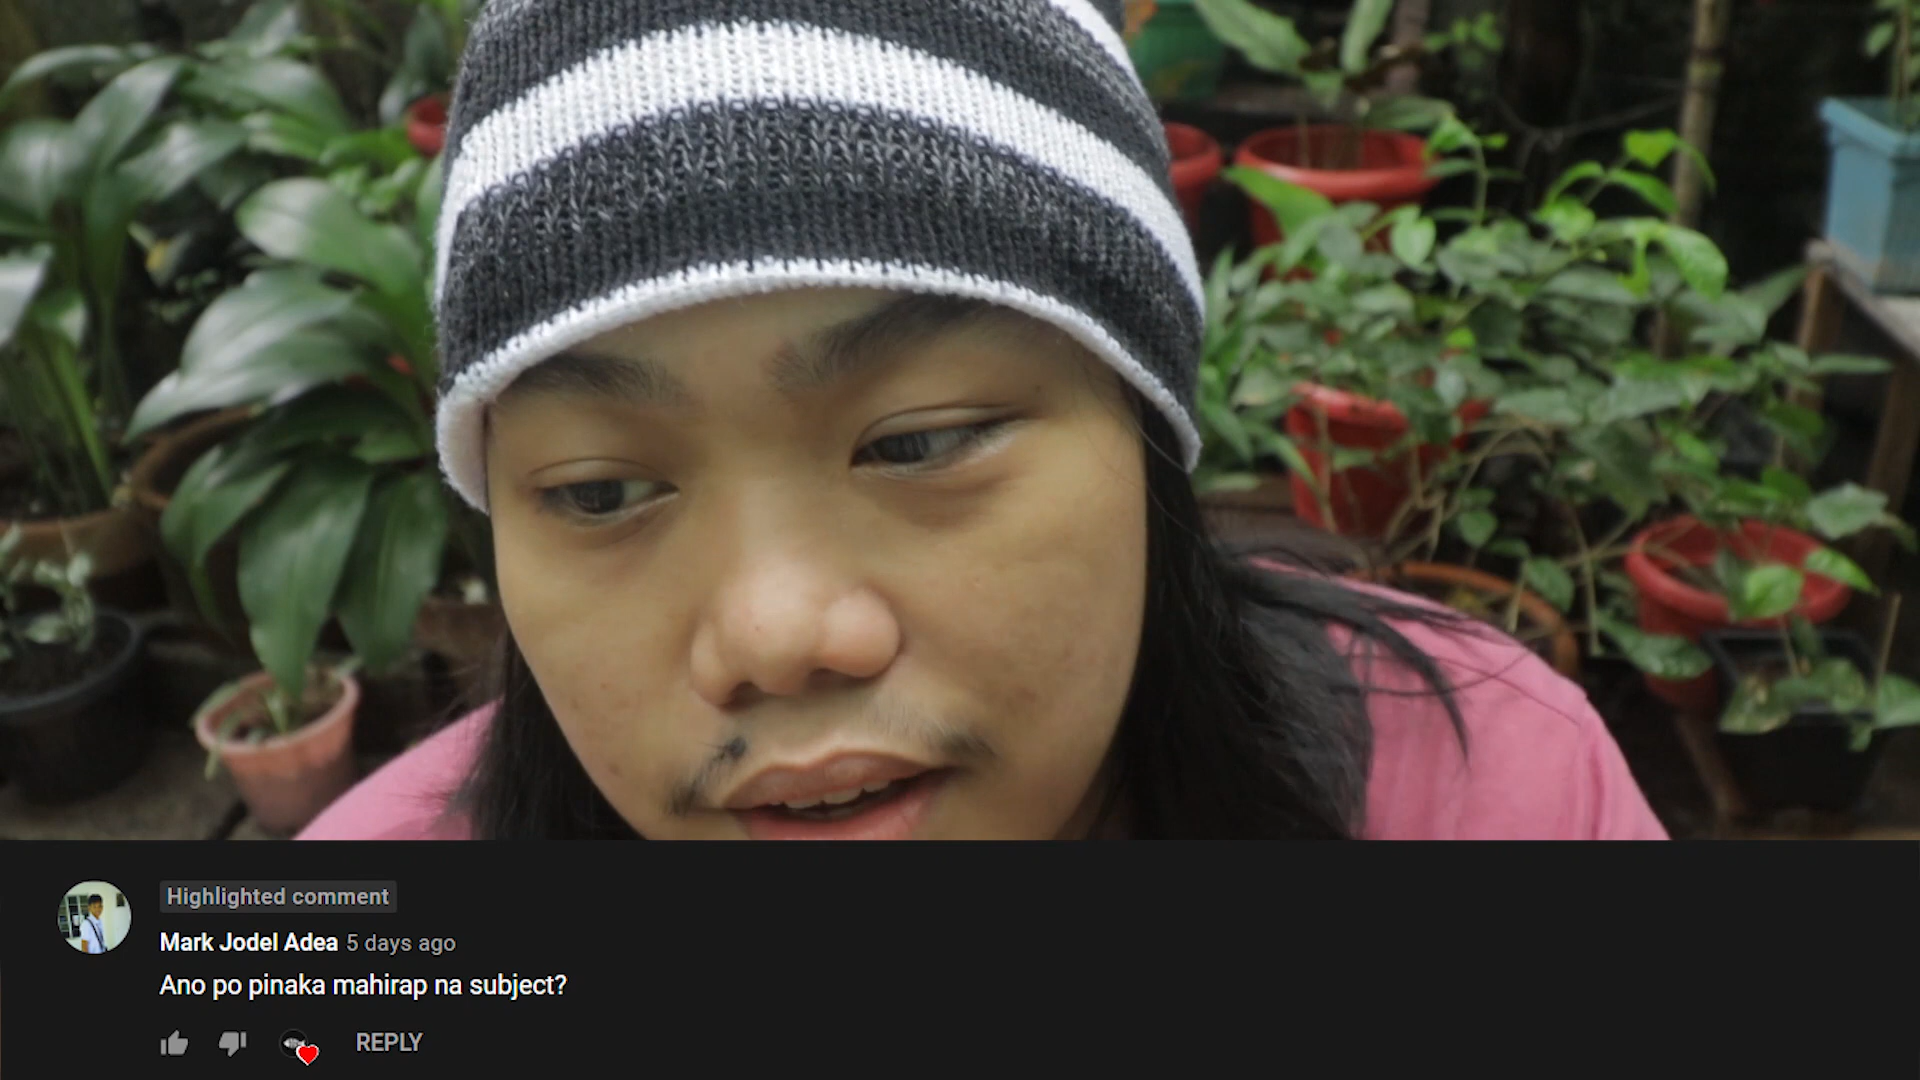 Highlighted comment
Mark Jodel Adea 5 days ago
Ano po pinaka mahirap na subject?
REPLY